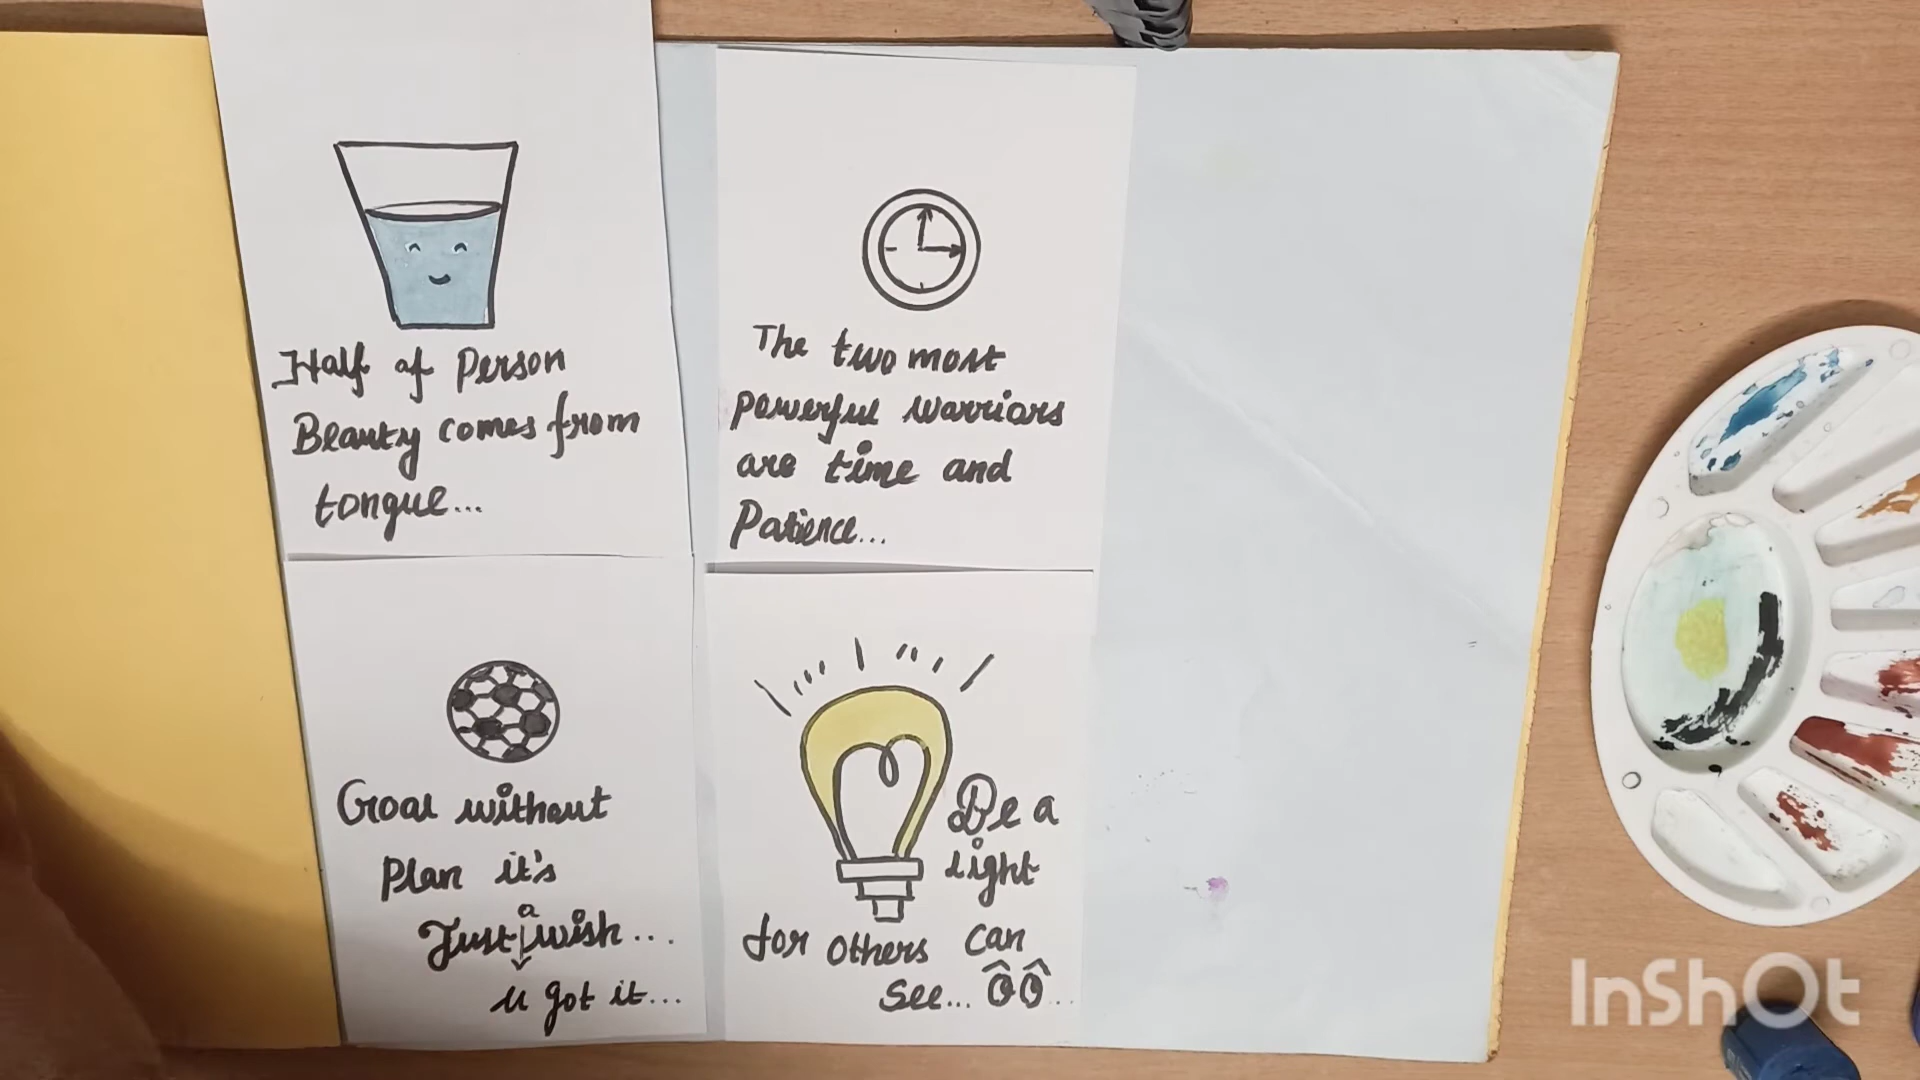 Half of Person
Beauty comes from
tongue...
The two most
powerful warriors
are time and
Patience...
Goal without
Plan it's
Just a wish...
u got it...
Be a
light
for others can
see...
InShOt